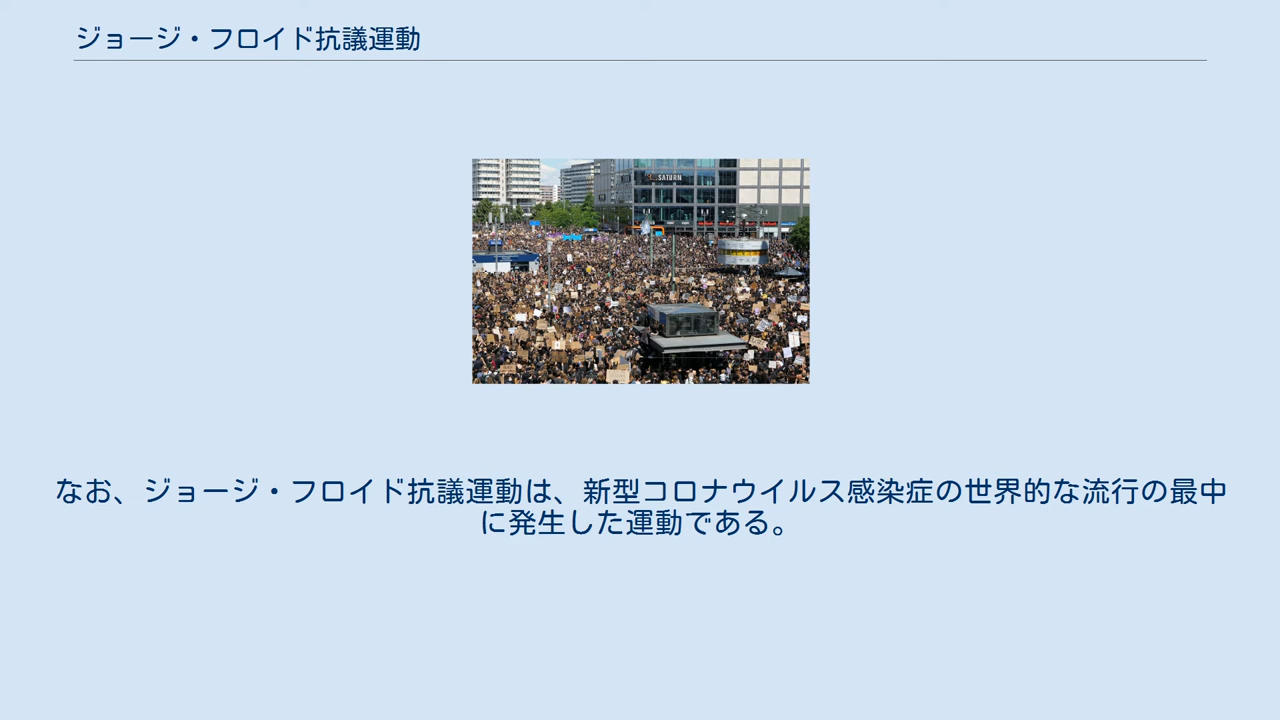 ジョージ・フロイド抗議運動
SATURN
なお、ジョージ・フロイド抗議運動は、新型コロナウイルス感染症の世界的な流行の最中
に発生した運動である。